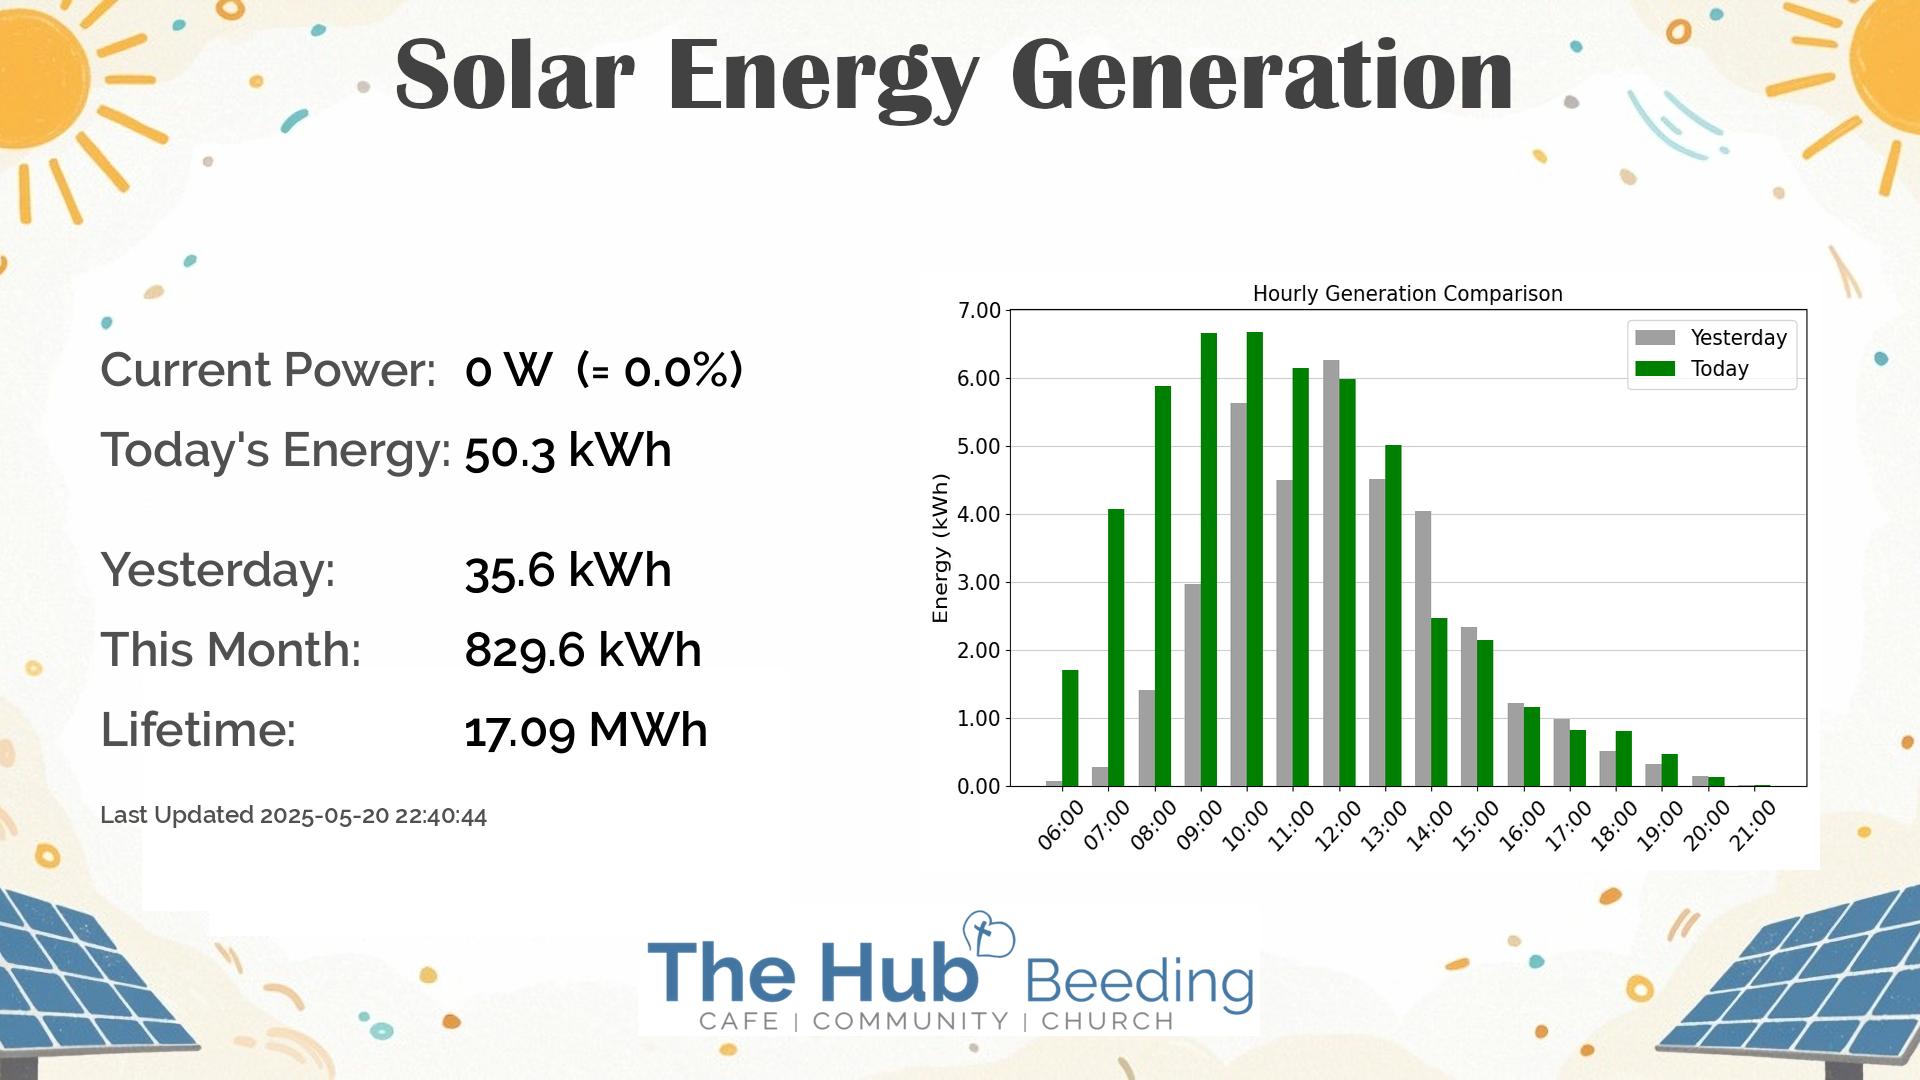 Solar Energy Generation
Current Power: 0 W (= 0.0%)
Today's Energy: 50.3 kWh
Yesterday: 35.6 kWh
This Month: 829.6 kWh
Lifetime: 17.09 MWh
Last Updated 2025-05-20 22:40:44
Hourly Generation Comparison
Yesterday
Today
Energy (kWh)
7.00
6.00
5.00
4.00
3.00
2.00
1.00
0.00
06:00 07:00 08:00 09:00 10:00 11:00 12:00 13:00 14:00 15:00 16:00 17:00 18:00 19:00 20:00 21:00
The Hub Beeding
CAFE | COMMUNITY | CHURCH